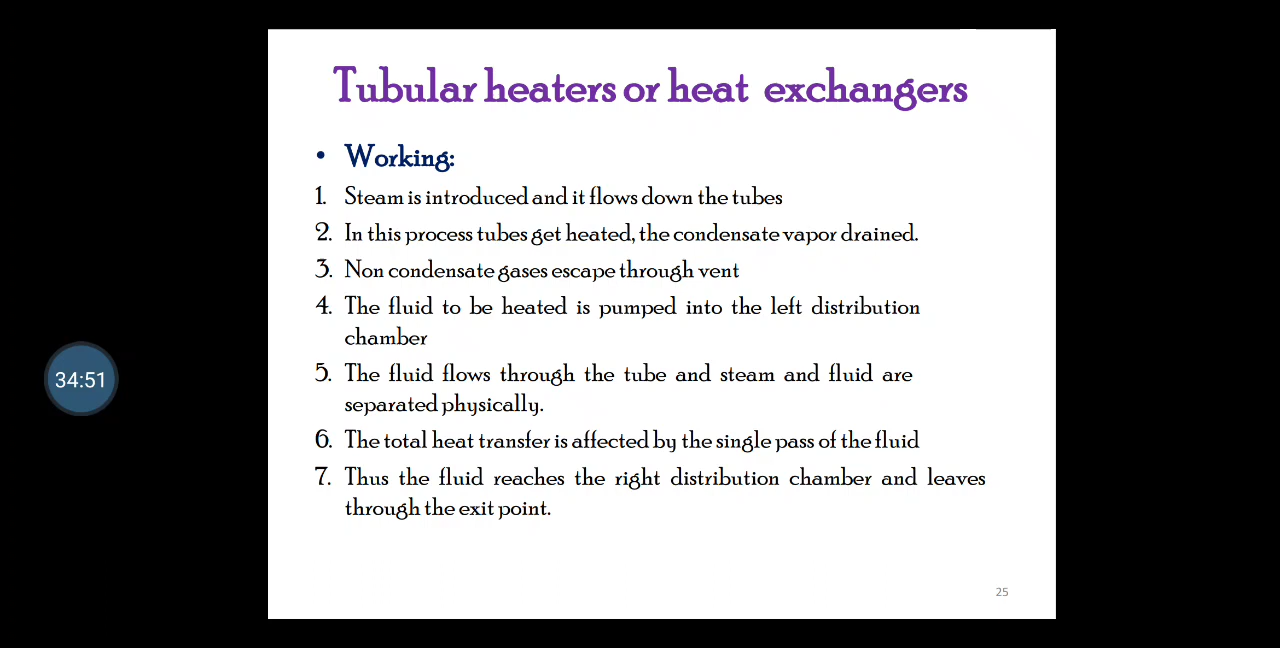 Tubular heaters or heat exchangers
• Working:
1. Steam is introduced and it flows down the tubes
2. In this process tubes get heated, the condensate vapor drained.
3. Non condensate gases escape through vent
4. The fluid to be heated is pumped into the left distribution
chamber
34:51
5. The fluid flows through the tube and steam and fluid are
separated physically.
6. The total heat transfer is affected by the single pass of the fluid
7. Thus the fluid reaches the right distribution chamber and leaves
through the exit point.
25